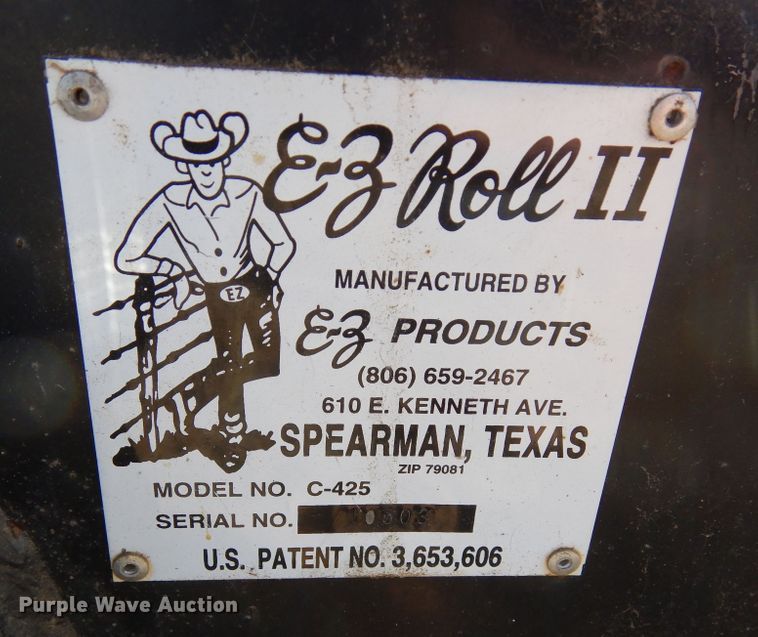 E-Z Roll II
MANUFACTURED BY
E-Z PRODUCTS
(806) 659-2467
610 E. KENNETH AVE.
SPEARMAN, TEXAS
ZIP 79081
EZ
MODEL NO. C-425
SERIAL NO.
U.S. PATENT NO. 3,653,606
Purple Wave Auction